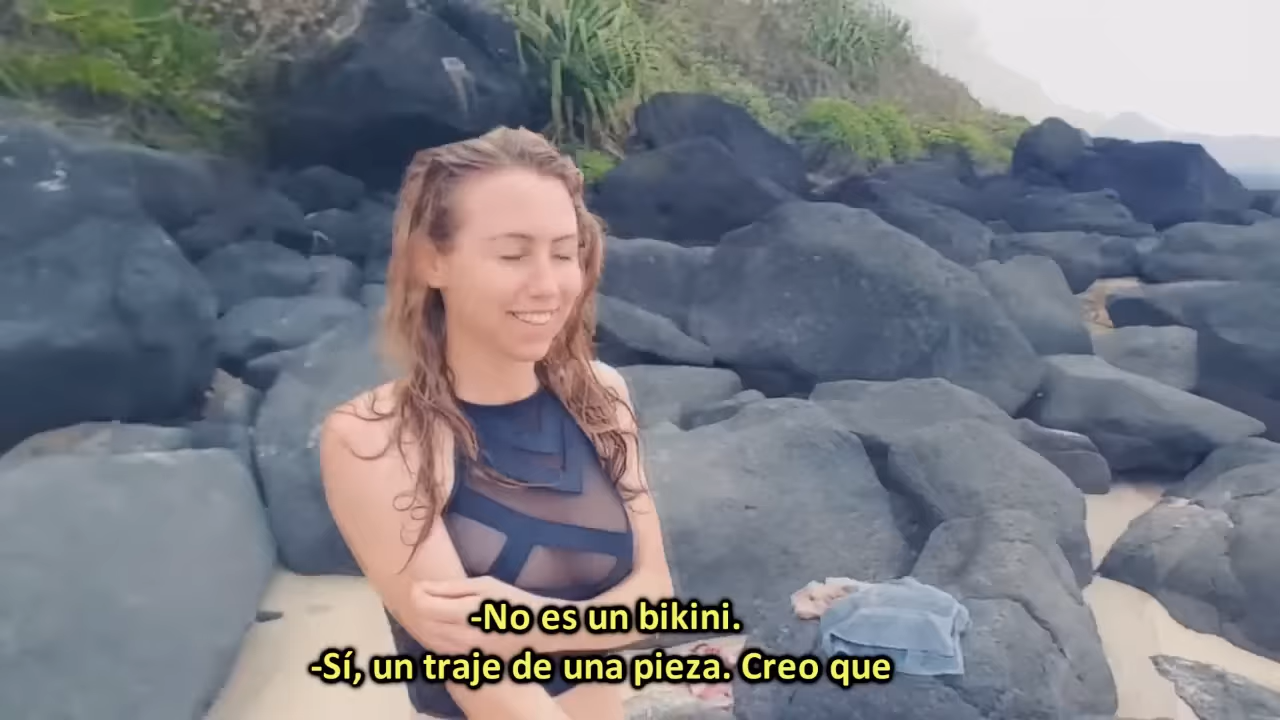 -No es un bikini.
-Sí, un traje de una pieza. Creo que